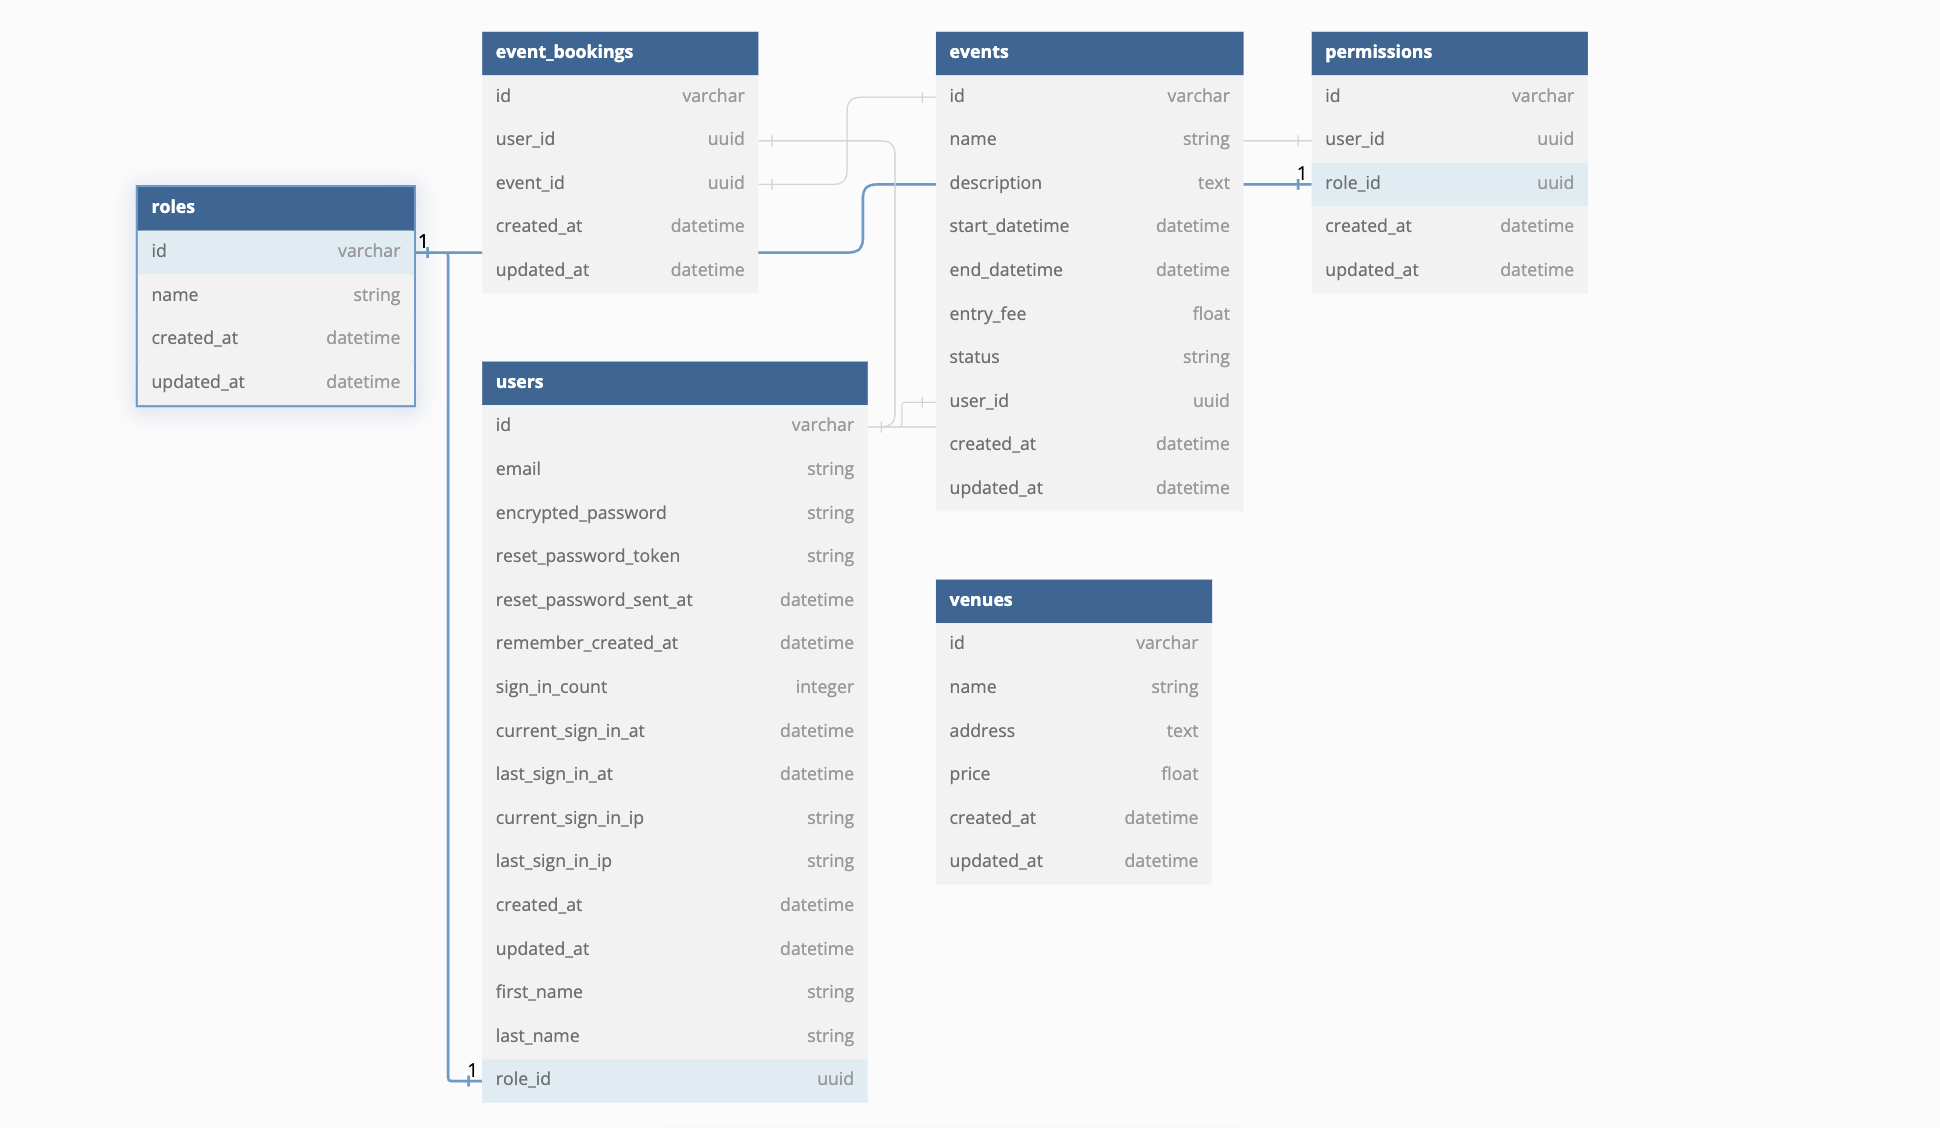 roles
id varchar
name string
created_at datetime
updated_at datetime
1
event_bookings
id varchar
user_id uuid
event_id uuid
created_at datetime
updated_at datetime
users
id varchar
email string
encrypted_password string
reset_password_token string
reset_password_sent_at datetime
remember_created_at datetime
sign_in_count integer
current_sign_in_at datetime
last_sign_in_at datetime
current_sign_in_ip string
last_sign_in_ip string
created_at datetime
updated_at datetime
first_name string
last_name string
1
role_id uuid
events
id varchar
name string
description text
start_datetime datetime
end_datetime datetime
entry_fee float
status string
user_id uuid
created_at datetime
updated_at datetime
venues
id varchar
name string
address text
price float
created_at datetime
updated_at datetime
permissions
id varchar
user_id uuid
1
role_id uuid
created_at datetime
updated_at datetime